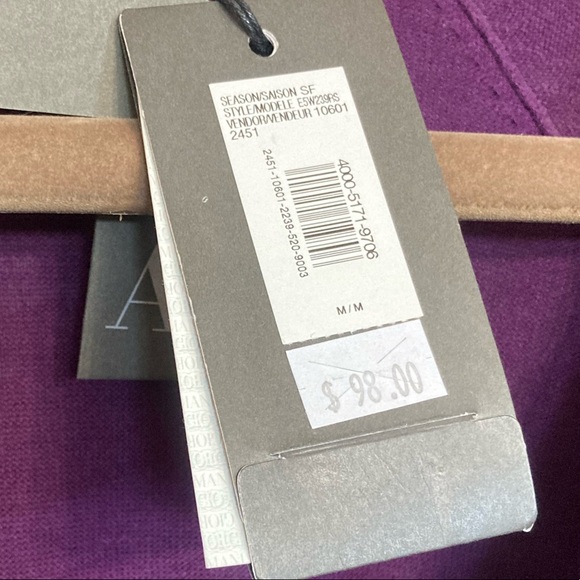 SEASON/SAISON SF
STYLE/MODELE E5W239RS
VENDOR/VENDEUR 10601
2451
4000-5171-9706
2451-10601-2239-520-9003
M/M
$ 98.00
A